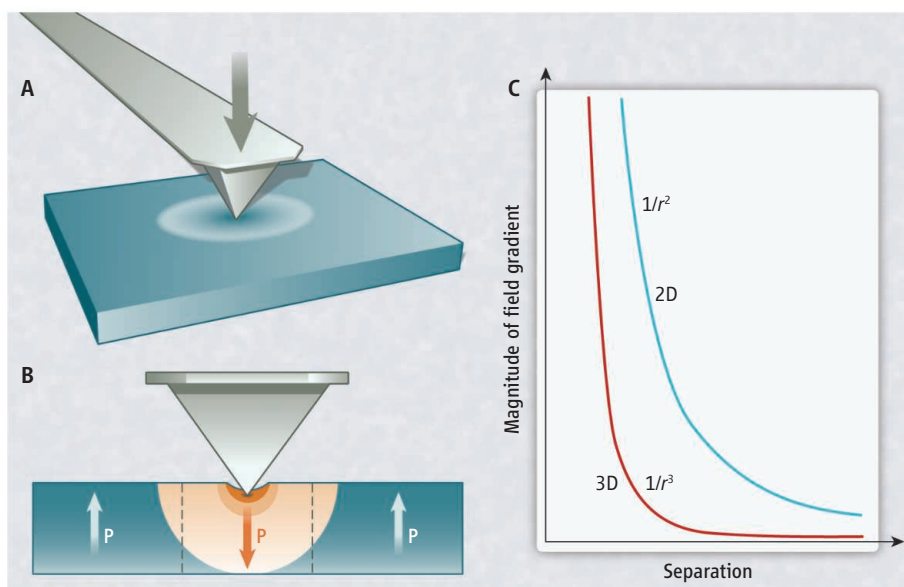 A
B
P
P
P
C
Magnitude of field gradient
1/r²
2D
3D
1/r³
Separation